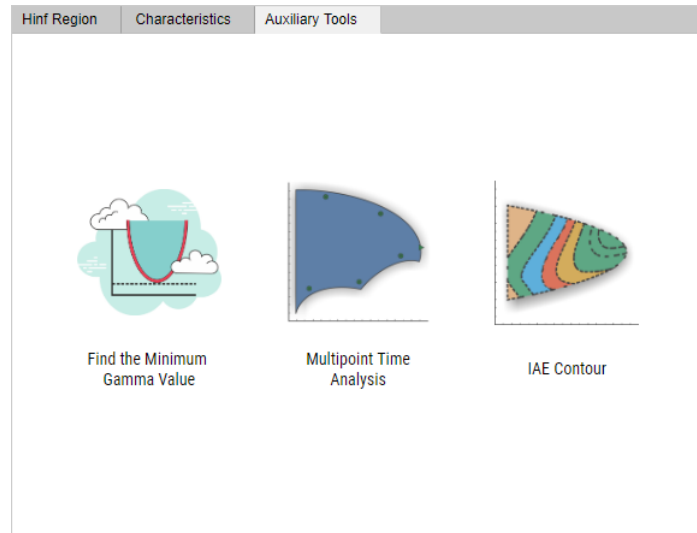 Hinf Region
Characteristics
Auxiliary Tools
Find the Minimum
Gamma Value
Multipoint Time
Analysis
IAE Contour